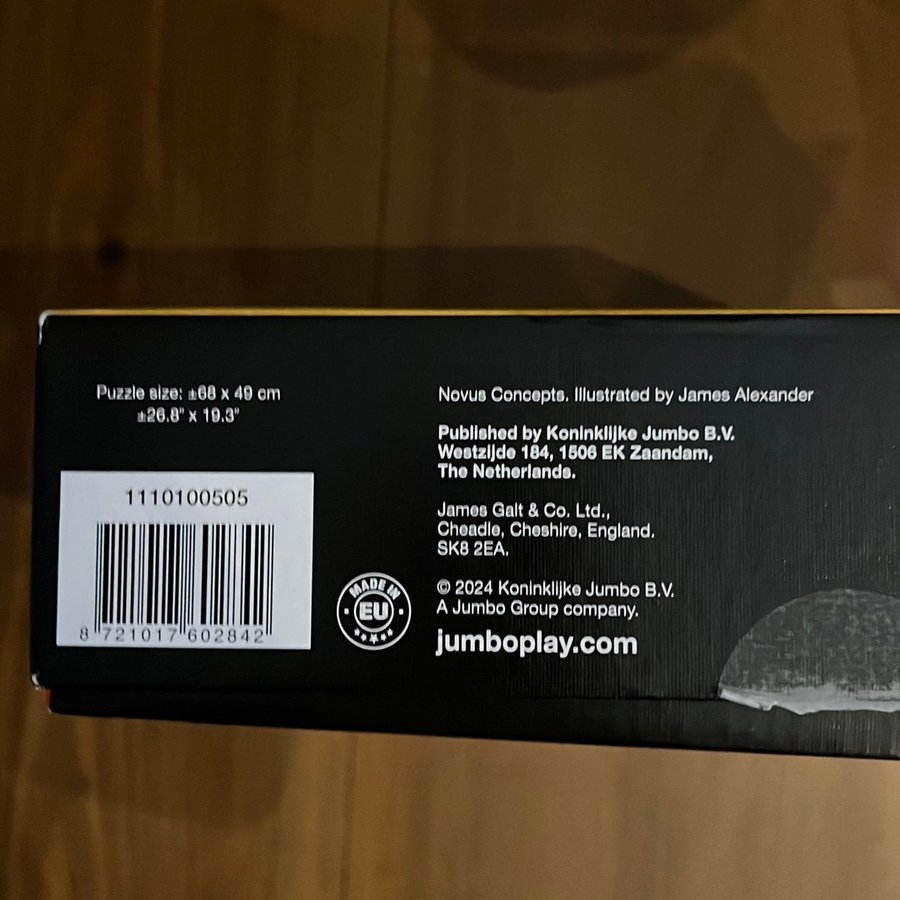 Puzzle size: ±68 x 49 cm
±26.8" x 19.3"
1110100505
8 721017 602842
MADE IN
EU
Novus Concepts. Illustrated by James Alexander
Published by Koninklijke Jumbo B.V.
Westzijde 184, 1506 EK Zaandam,
The Netherlands.
James Galt & Co. Ltd.,
Cheadle, Cheshire, England.
SK8 2EA.
© 2024 Koninklijke Jumbo B.V.
A Jumbo Group company.
jumboplay.com